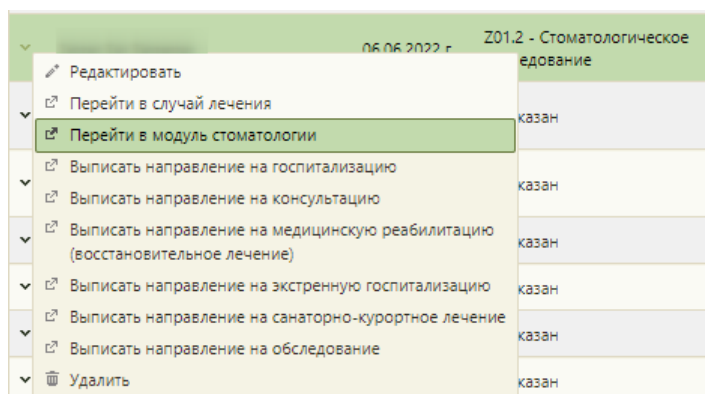 06.06.2022 г. Z01.2 - Стоматологическое
едование
Редактировать
Перейти в случай лечения
казан
Перейти в модуль стоматологии
Выписать направление на госпитализацию
казан
Выписать направление на консультацию
Выписать направление на медицинскую реабилитацию
казан
(восстановительное лечение)
Выписать направление на экстренную госпитализацию
казан
Выписать направление на санаторно-курортное лечение
казан
Выписать направление на обследование
Удалить
казан